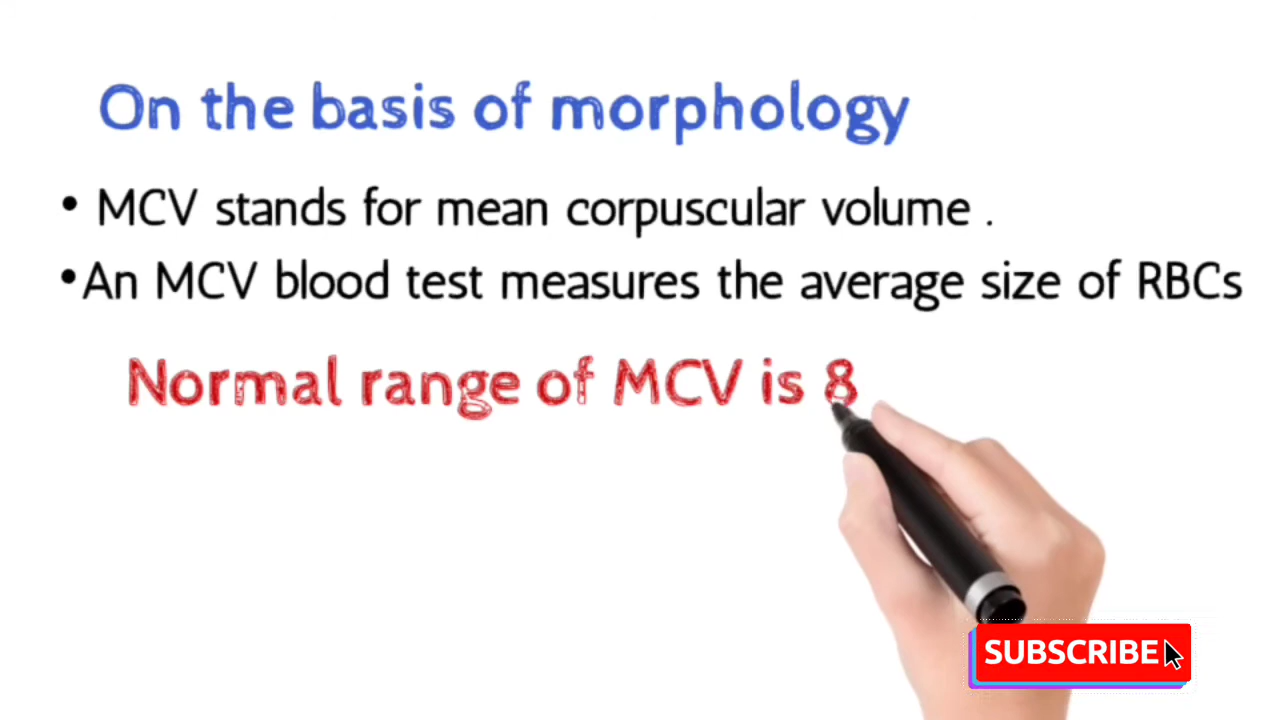 On the basis of morphology
• MCV stands for mean corpuscular volume .
•An MCV blood test measures the average size of RBCs
Normal range of MCV is 8
SUBSCRIBE